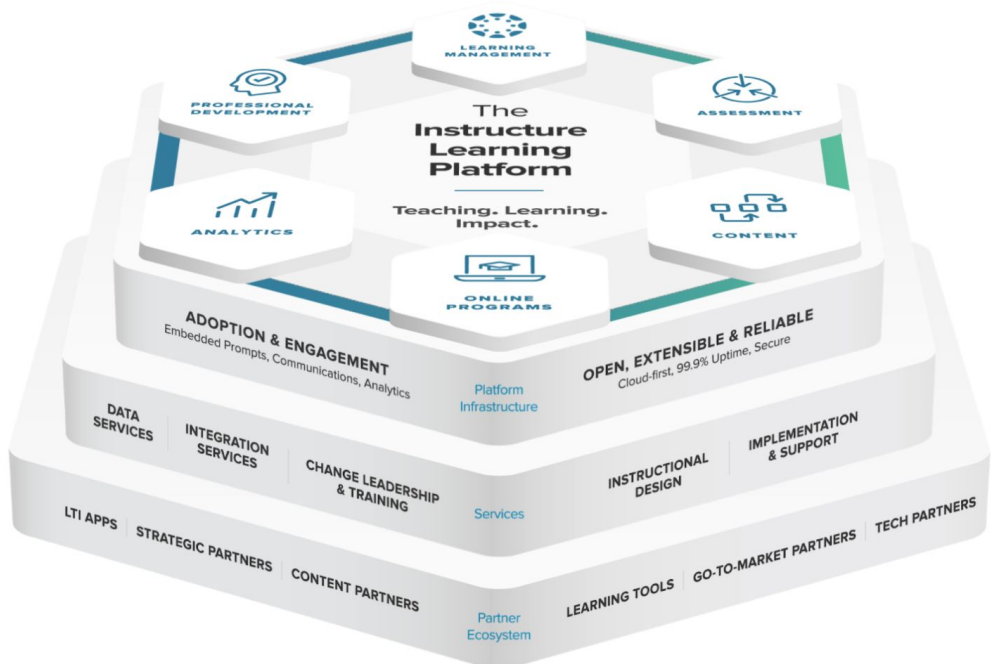 LEARNING
MANAGEMENT
PROFESSIONAL
DEVELOPMENT
ASSESSMENT
The
Instructure
Learning
Platform
Teaching. Learning.
Impact.
ANALYTICS
CONTENT
ONLINE
PROGRAMS
ADOPTION & ENGAGEMENT
Embedded Prompts, Communications, Analytics
Platform
Infrastructure
OPEN, EXTENSIBLE & RELIABLE
Cloud-first, 99.9% Uptime, Secure
DATA
SERVICES
INTEGRATION
SERVICES
CHANGE LEADERSHIP
& TRAINING
Services
INSTRUCTIONAL
DESIGN
IMPLEMENTATION
& SUPPORT
LTI APPS
STRATEGIC PARTNERS
CONTENT PARTNERS
Partner
Ecosystem
LEARNING TOOLS
GO-TO-MARKET PARTNERS
TECH PARTNERS